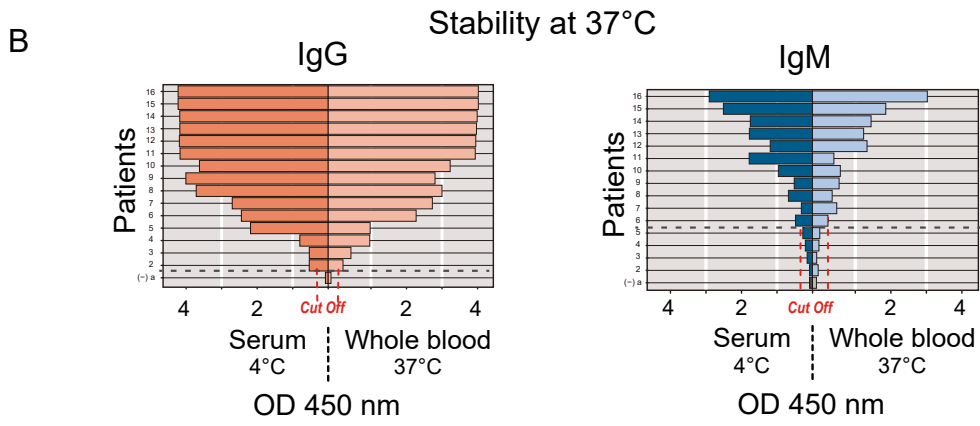 B
Stability at 37°C
IgG
Patients
16
15
14
13
12
11
10
9
8
7
6
5
4
3
2
(−) a
4 2 Cut Off 2 4
Serum Whole blood
4°C 37°C
OD 450 nm
IgM
Patients
16
15
14
13
12
11
10
9
8
7
6
5
4
3
2
(−) a
4 2 Cut Off 2 4
Serum Whole blood
4°C 37°C
OD 450 nm